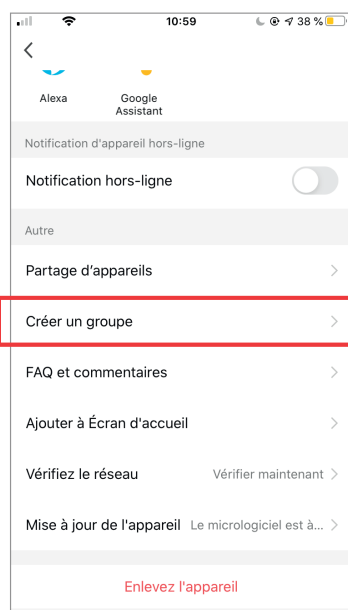 10:59
38 %
Alexa
Google
Assistant
Notification d'appareil hors-ligne
Notification hors-ligne
Autre
Partage d'appareils
Créer un groupe
FAQ et commentaires
Ajouter à Écran d'accueil
Vérifiez le réseau Vérifier maintenant
Mise à jour de l'appareil Le micrologiciel est à...
Enlevez l'appareil